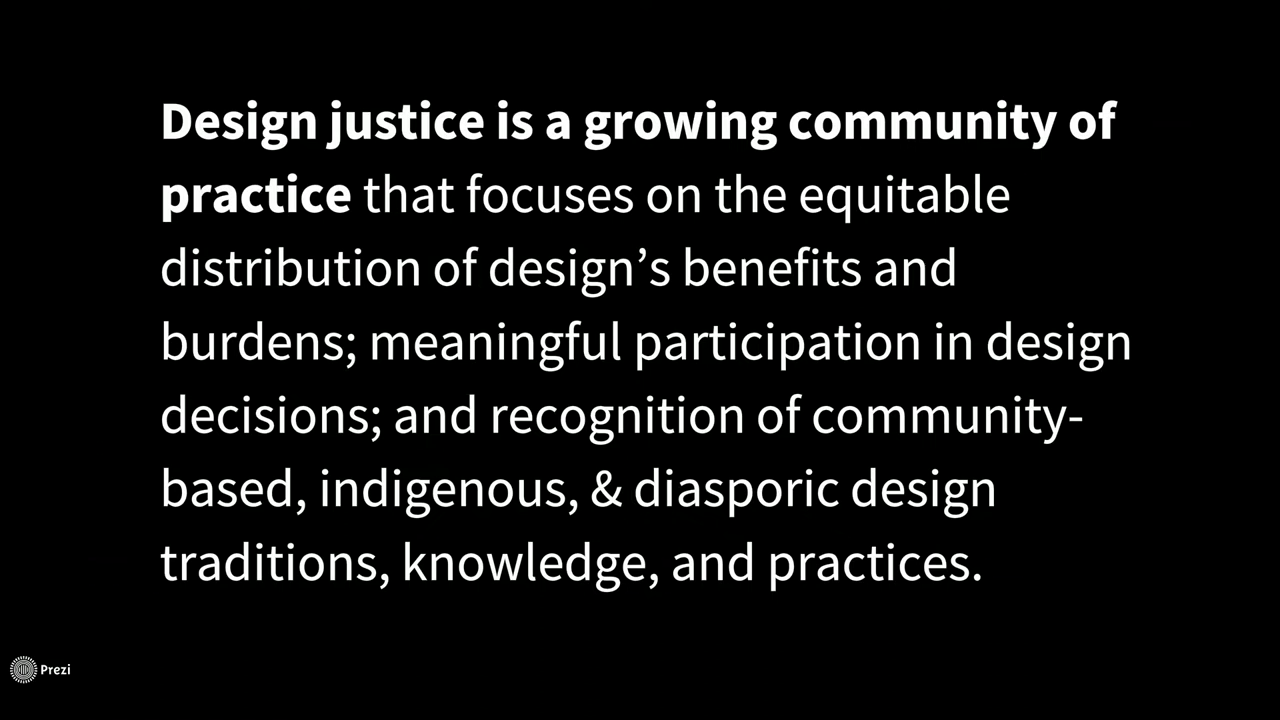 Design justice is a growing community of
practice that focuses on the equitable
distribution of design’s benefits and
burdens; meaningful participation in design
decisions; and recognition of community-
based, indigenous, & diasporic design
traditions, knowledge, and practices.
Prezi